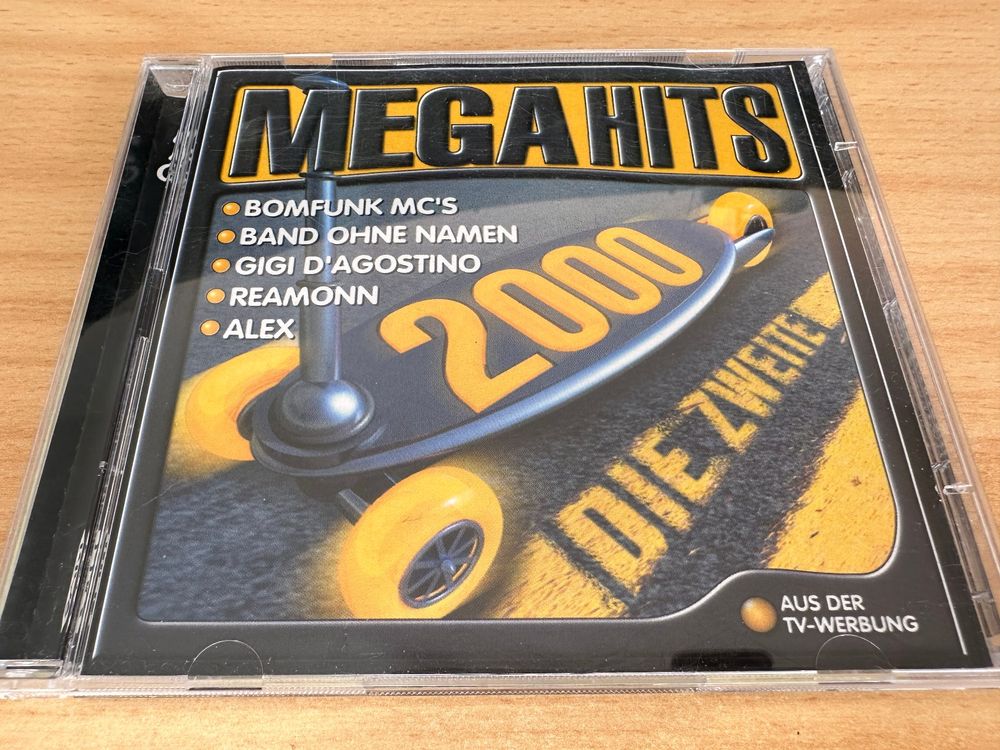 MEGAHITS
BOMFUNK MC'S
BAND OHNE NAMEN
GIGI D'AGOSTINO
REAMONN
ALEX
2000
DIE ZWEITE
AUS DER
TV-WERBUNG